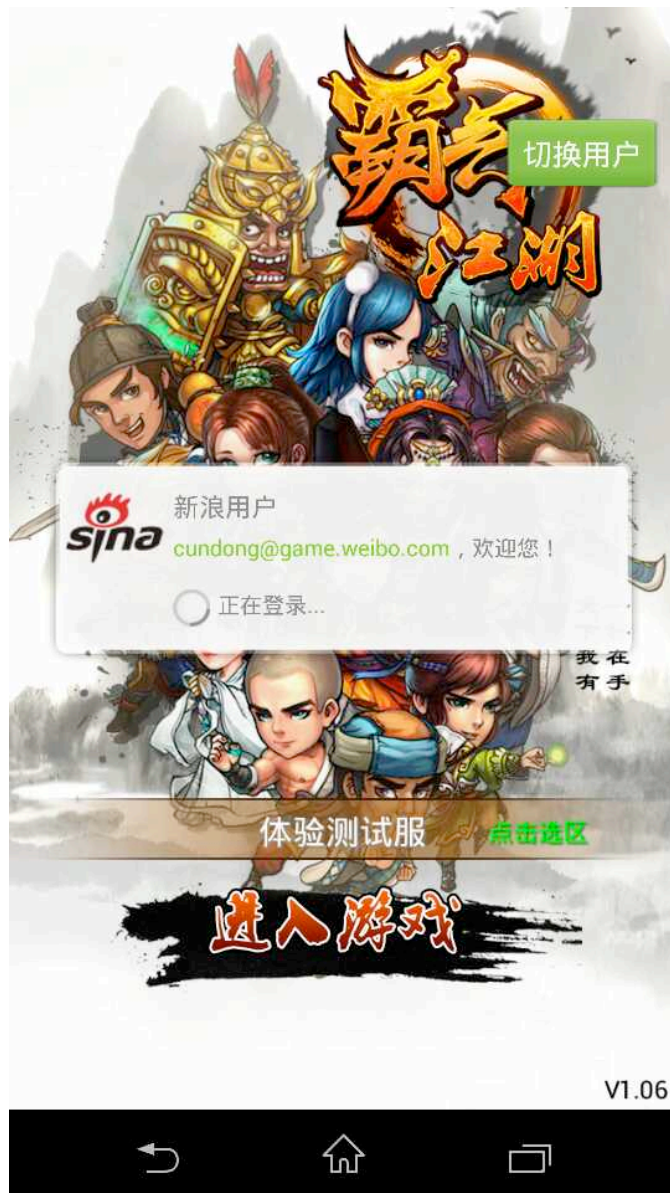 霸气
切换用户
江湖
sina
新浪用户
cundong@game.weibo.com，欢迎您！
正在登录...
我在
有手
体验测试服
点击选区
进入游戏
V1.06